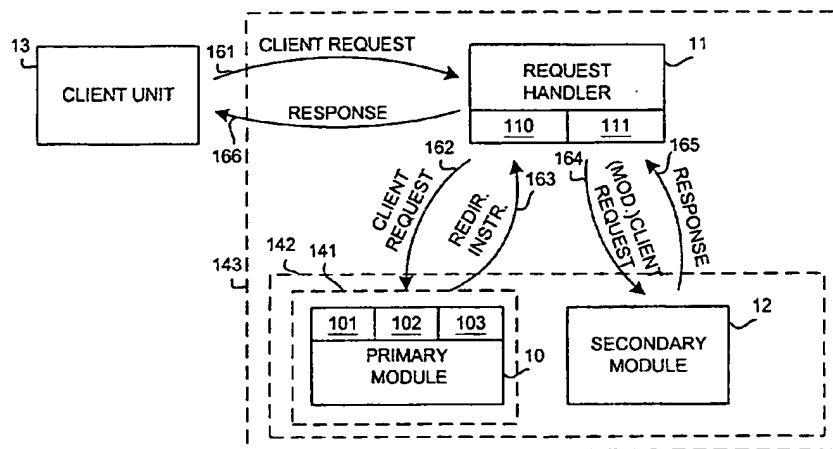 13
CLIENT UNIT
161
CLIENT REQUEST
RESPONSE
166
11
REQUEST
HANDLER
110
111
162
CLIENT
REQUEST
163
REDIR.
INSTR.
164
(MOD.)CLIENT
REQUEST
165
RESPONSE
143
142
141
101
102
103
PRIMARY
MODULE
10
12
SECONDARY
MODULE